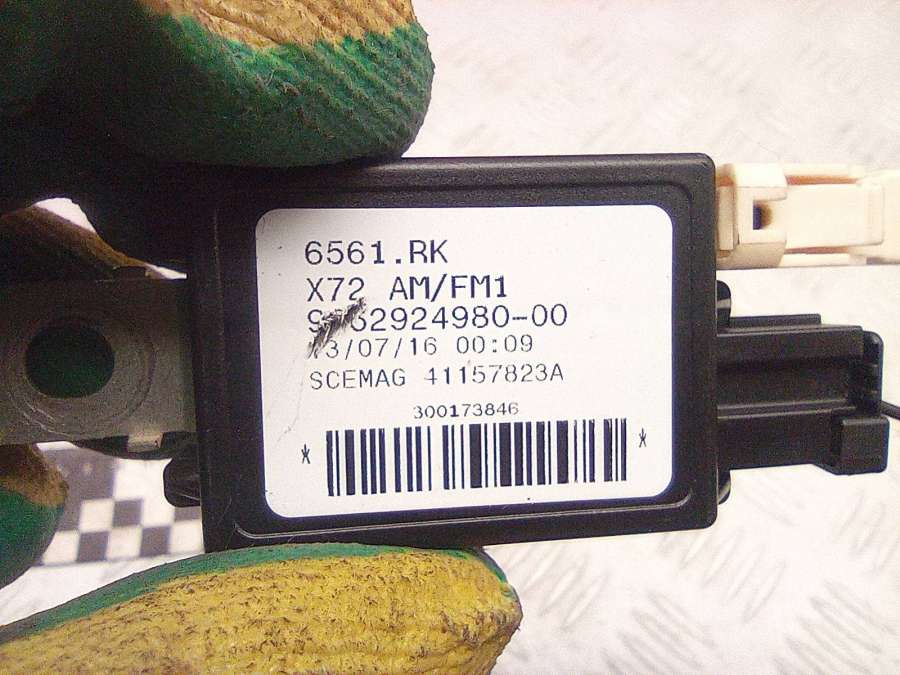 6561.RK
X72 AM/FM1
00:09
SCEMAG 41157823A
300173846
* *